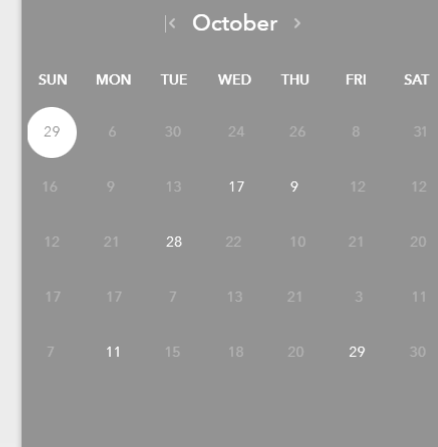 |< October >
SUN MON TUE WED THU FRI SAT
29 6 30 24 26 8 31
16 9 13 17 9 12 12
12 21 28 22 10 21 20
17 17 7 13 21 3 11
7 11 15 18 20 29 30